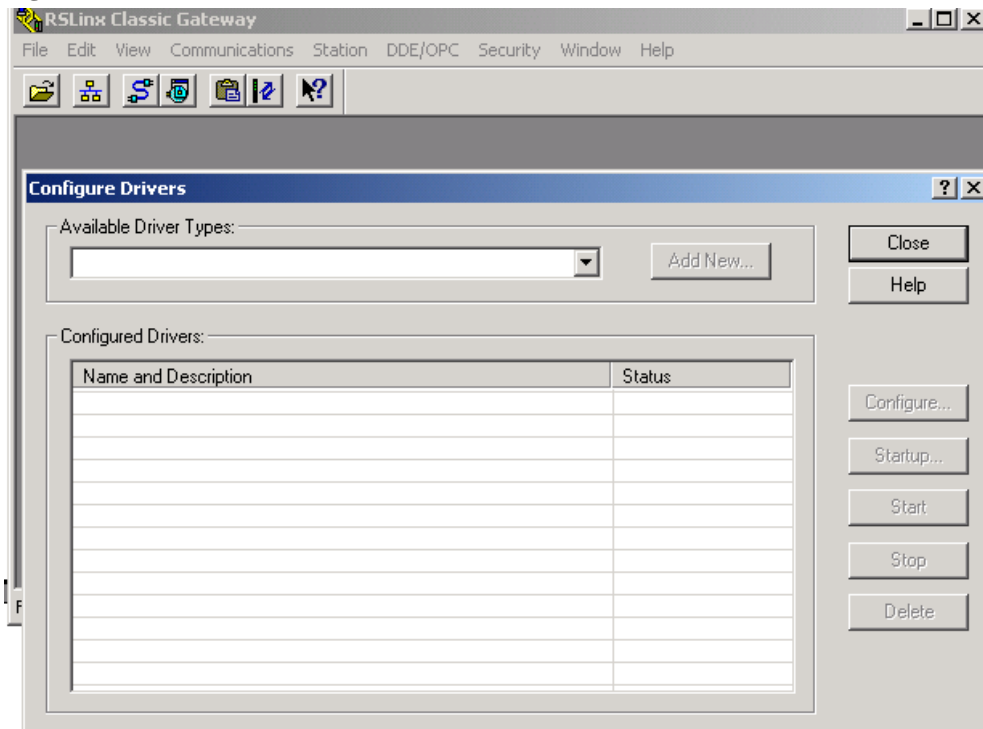 RSLinx Classic Gateway
File Edit View Communications Station DDE/OPC Security Window Help
Configure Drivers
Available Driver Types:
Add New...
Close
Help
Configured Drivers:
Name and Description Status
Configure...
Startup...
Start
Stop
Delete
F